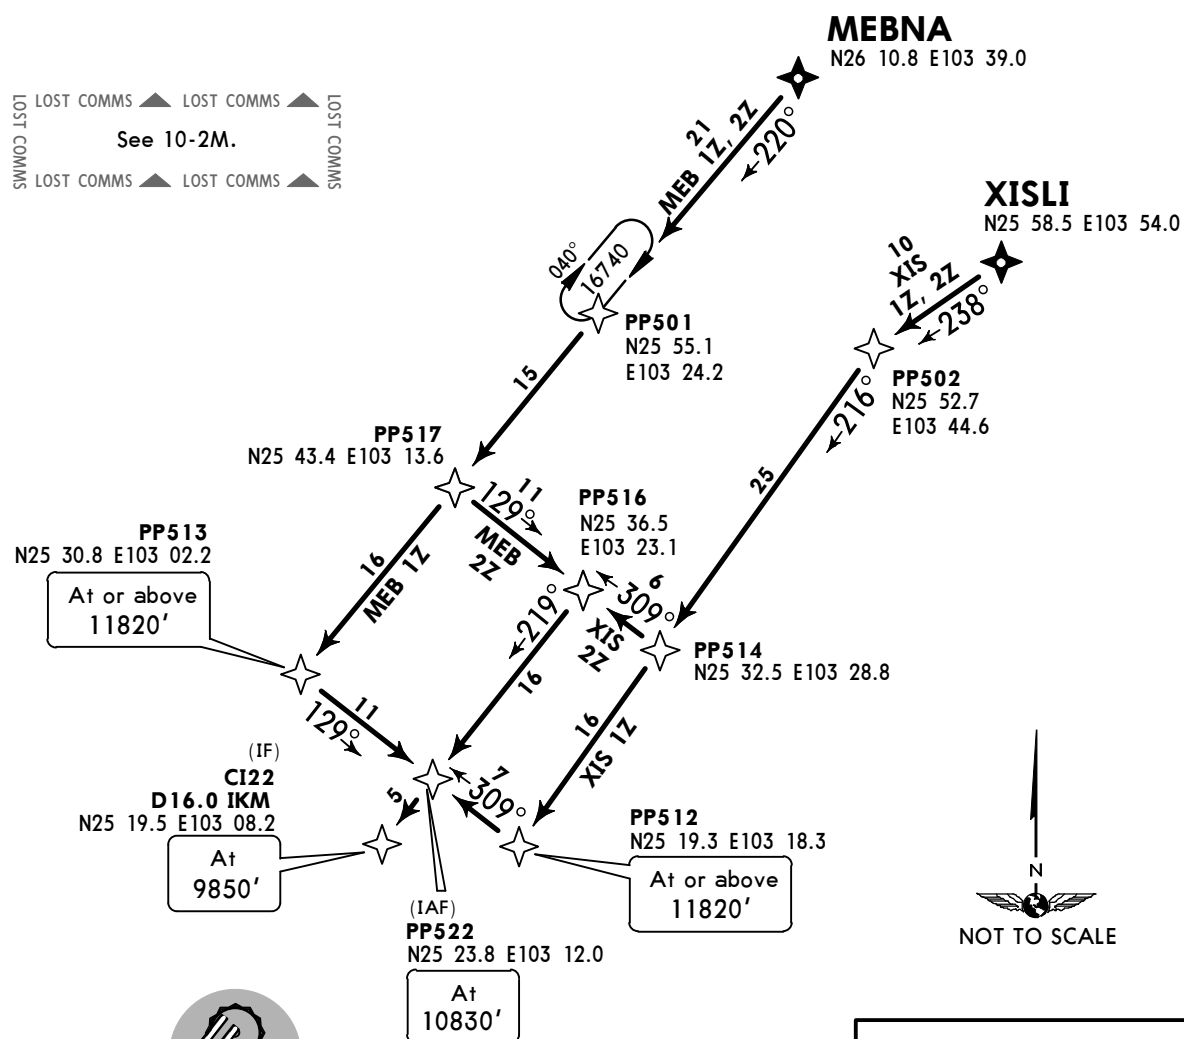 MEBNA
N26 10.8 E103 39.0
LOST COMMS LOST COMMS
LOST COMMS
See 10-2M.
LOST COMMS
LOST COMMS LOST COMMS
21
MEB 1Z, 2Z
220°
XISLI
N25 58.5 E103 54.0
10
XIS
1Z, 2Z
238°
040°
16740
PP501
N25 55.1
E103 24.2
15
PP502
N25 52.7
E103 44.6
216°
25
PP517
N25 43.4 E103 13.6
11
129°
MEB
2Z
PP516
N25 36.5
E103 23.1
PP513
N25 30.8 E103 02.2
At or above
11820'
16
MEB 1Z
6
309°
XIS
2Z
219°
16
PP514
N25 32.5 E103 28.8
16
XIS 1Z
11
129°
(IF)
CI22
D16.0 IKM
N25 19.5 E103 08.2
At
9850'
5
7
309°
PP512
N25 19.3 E103 18.3
At or above
11820'
(IAF)
PP522
N25 23.8 E103 12.0
At
10830'
N
NOT TO SCALE